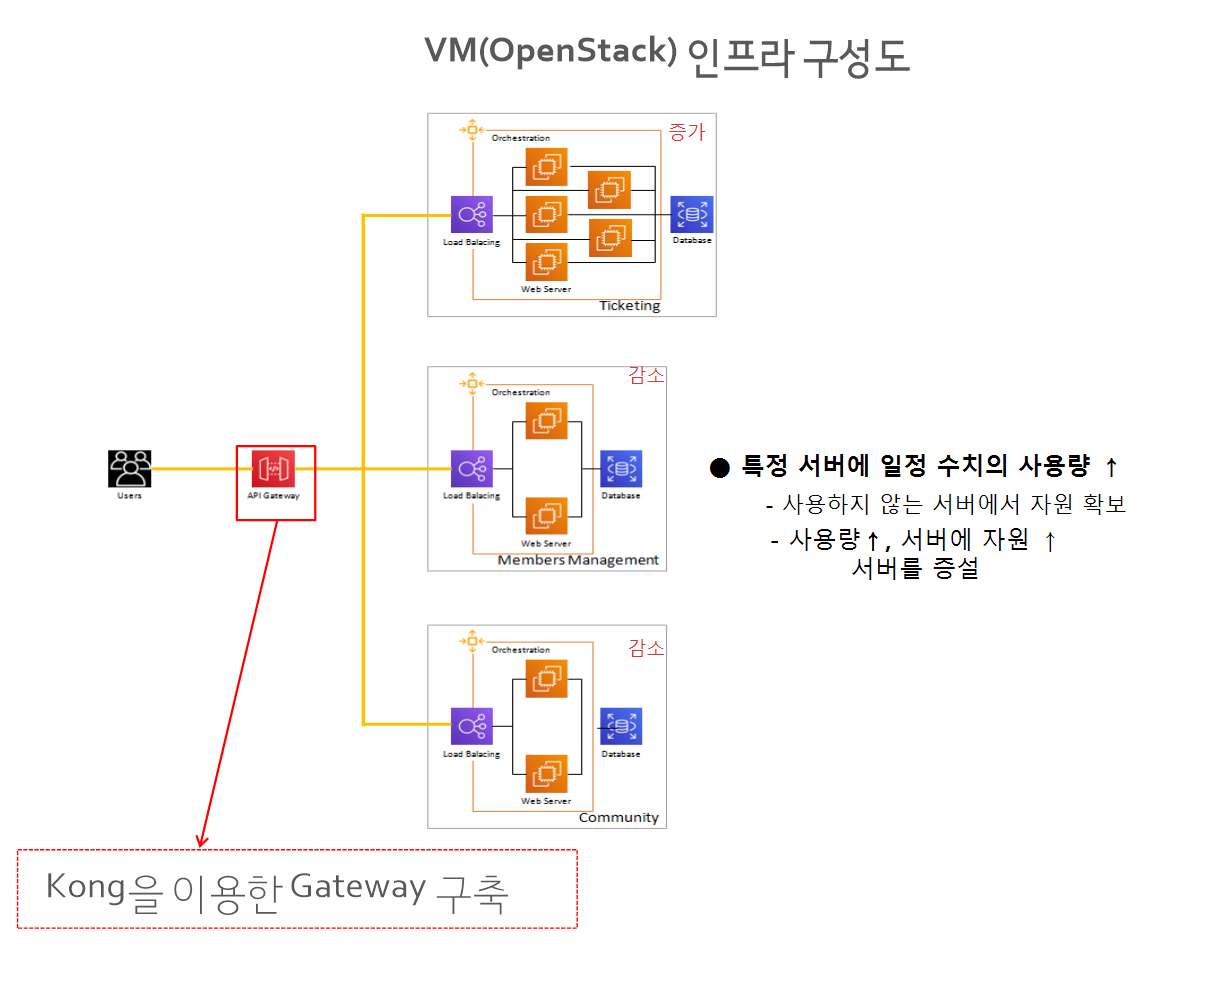 VM(OpenStack) 인프라 구성도
증가
Orchestration
Load Balacing
Database
Web Server
Ticketing
감소
Orchestration
Load Balacing
Database
Web Server
Members Management
Users
API Gateway
● 특정 서버에 일정 수치의 사용량 ↑
- 사용하지 않는 서버에서 자원 확보
- 사용량↑, 서버에 자원 ↑
서버를 증설
감소
Orchestration
Load Balacing
Database
Web Server
Community
Kong을 이용한 Gateway 구축